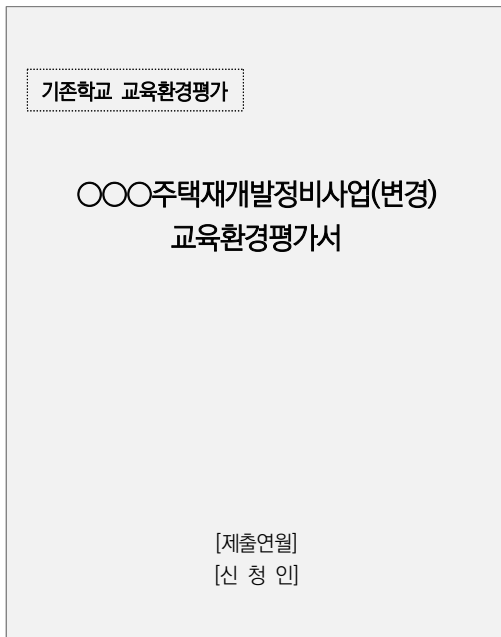 기존학교 교육환경평가
○○○주택재개발정비사업(변경)
교육환경평가서
[제출연월]
[신 청 인]